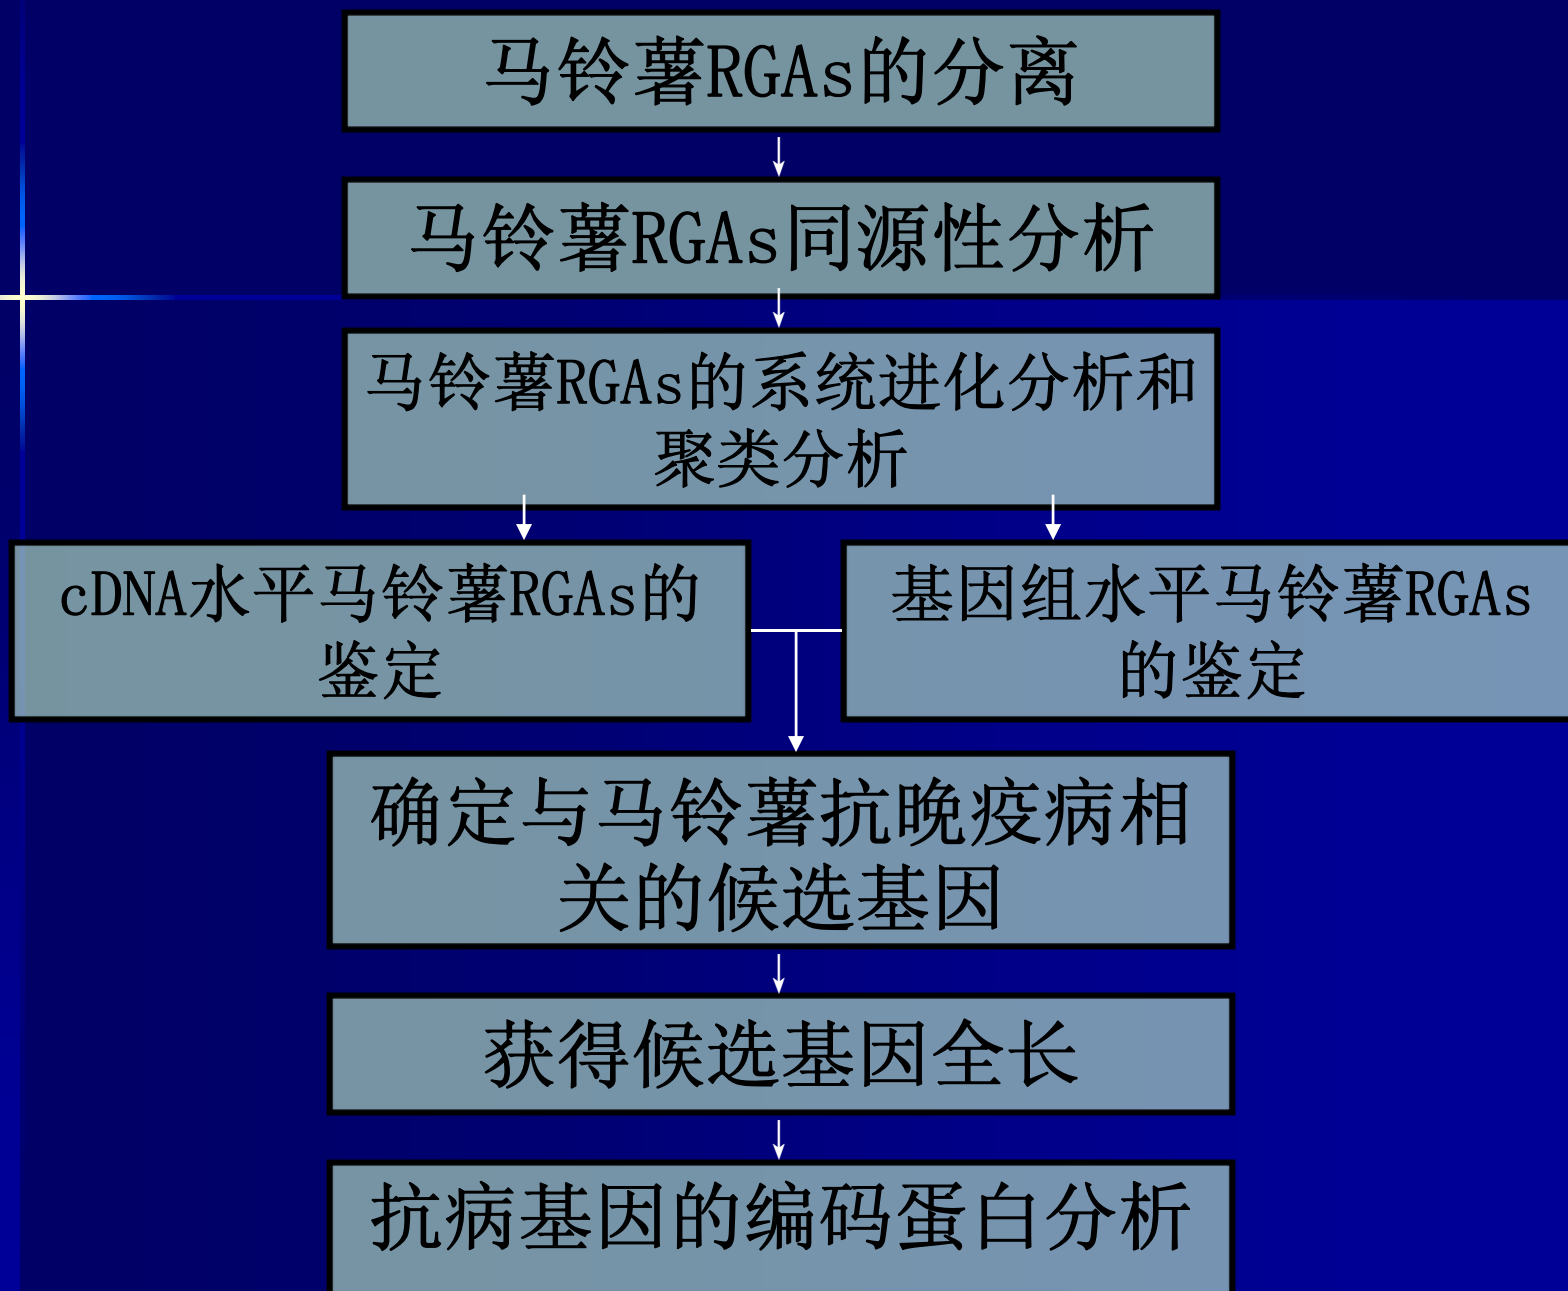 马铃薯RGAs的分离
马铃薯RGAs同源性分析
马铃薯RGAs的系统进化分析和
聚类分析
cDNA水平马铃薯RGAs的
鉴定
基因组水平马铃薯RGAs
的鉴定
确定与马铃薯抗晚疫病相
关的候选基因
获得候选基因全长
抗病基因的编码蛋白分析